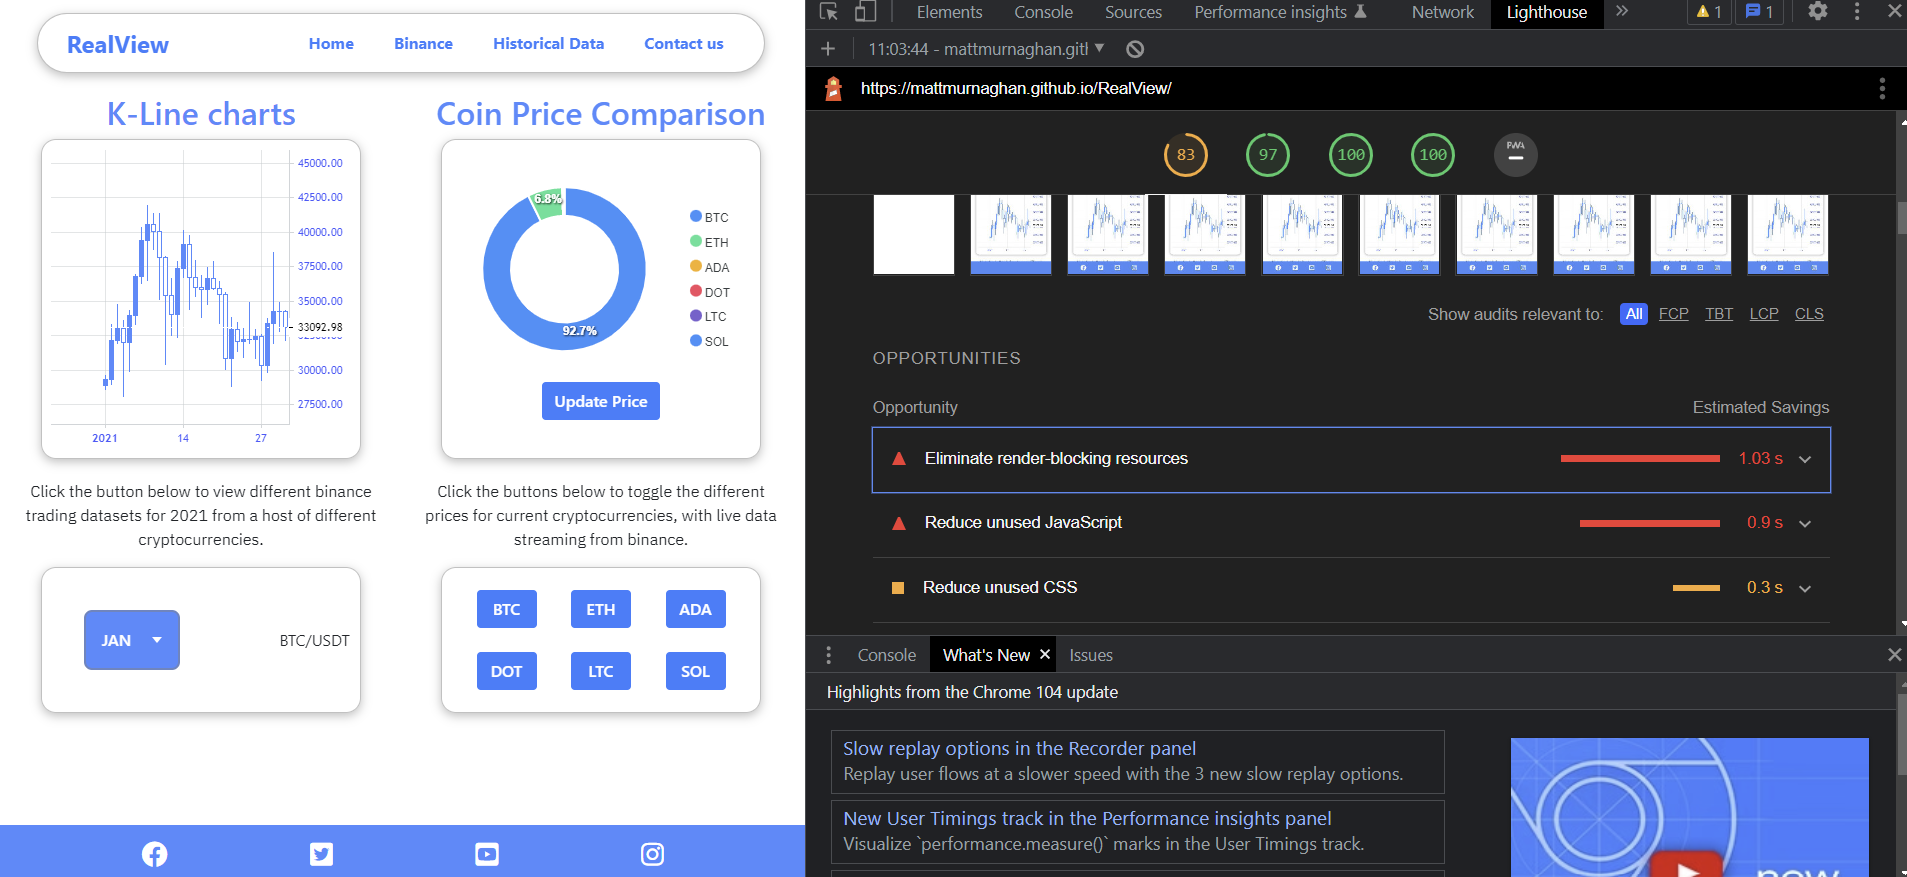 RealView
Home Binance Historical Data Contact us
K-Line charts
45000.00
42500.00
40000.00
37500.00
35000.00
33092.98
30000.00
27500.00
2021 14 27
Click the button below to view different binance
trading datasets for 2021 from a host of different
cryptocurrencies.
JAN
BTC/USDT
Coin Price Comparison
6.8%
92.7%
BTC
ETH
ADA
DOT
LTC
SOL
Update Price
Click the buttons below to toggle the different
prices for current cryptocurrencies, with live data
streaming from binance.
BTC ETH ADA
DOT LTC SOL
Elements Console Sources Performance insights Network Lighthouse 1 1
11:03:44 - mattmurnaghan.gitl
https://mattmurnaghan.github.io/RealView/
83 97 100 100 PWA
Show audits relevant to: All FCP TBT LCP CLS
OPPORTUNITIES
Opportunity Estimated Savings
Eliminate render-blocking resources 1.03 s
Reduce unused JavaScript 0.9 s
Reduce unused CSS 0.3 s
Console What's New Issues
Highlights from the Chrome 104 update
Slow replay options in the Recorder panel
Replay user flows at a slower speed with the 3 new slow replay options.
New User Timings track in the Performance insights panel
Visualize `performance.measure()` marks in the User Timings track.